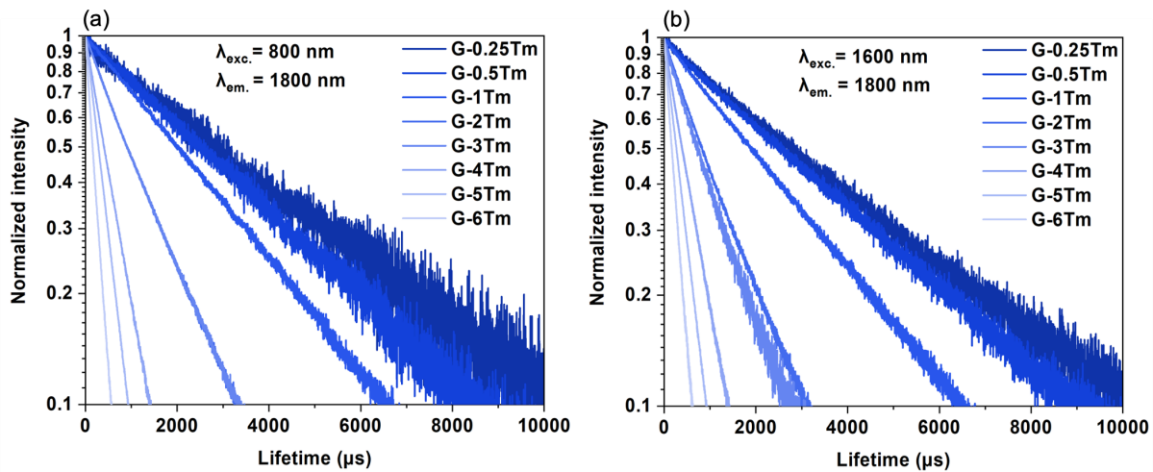 (a)
λexc. = 800 nm
λem. = 1800 nm
G-0.25Tm
G-0.5Tm
G-1Tm
G-2Tm
G-3Tm
G-4Tm
G-5Tm
G-6Tm
Normalized intensity
1
0.9
0.8
0.7
0.6
0.5
0.4
0.3
0.2
0.1
0 2000 4000 6000 8000 10000
Lifetime (µs)
(b)
λexc. = 1600 nm
λem. = 1800 nm
G-0.25Tm
G-0.5Tm
G-1Tm
G-2Tm
G-3Tm
G-4Tm
G-5Tm
G-6Tm
Normalized intensity
1
0.9
0.8
0.7
0.6
0.5
0.4
0.3
0.2
0.1
0 2000 4000 6000 8000 10000
Lifetime (µs)